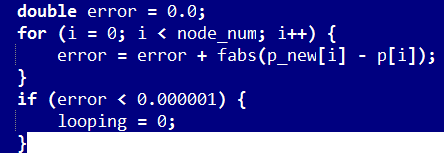 double error = 0.0;
for (i = 0; i < node_num; i++) {
    error = error + fabs(p_new[i] - p[i]);
}
if (error < 0.000001) {
    looping = 0;
}